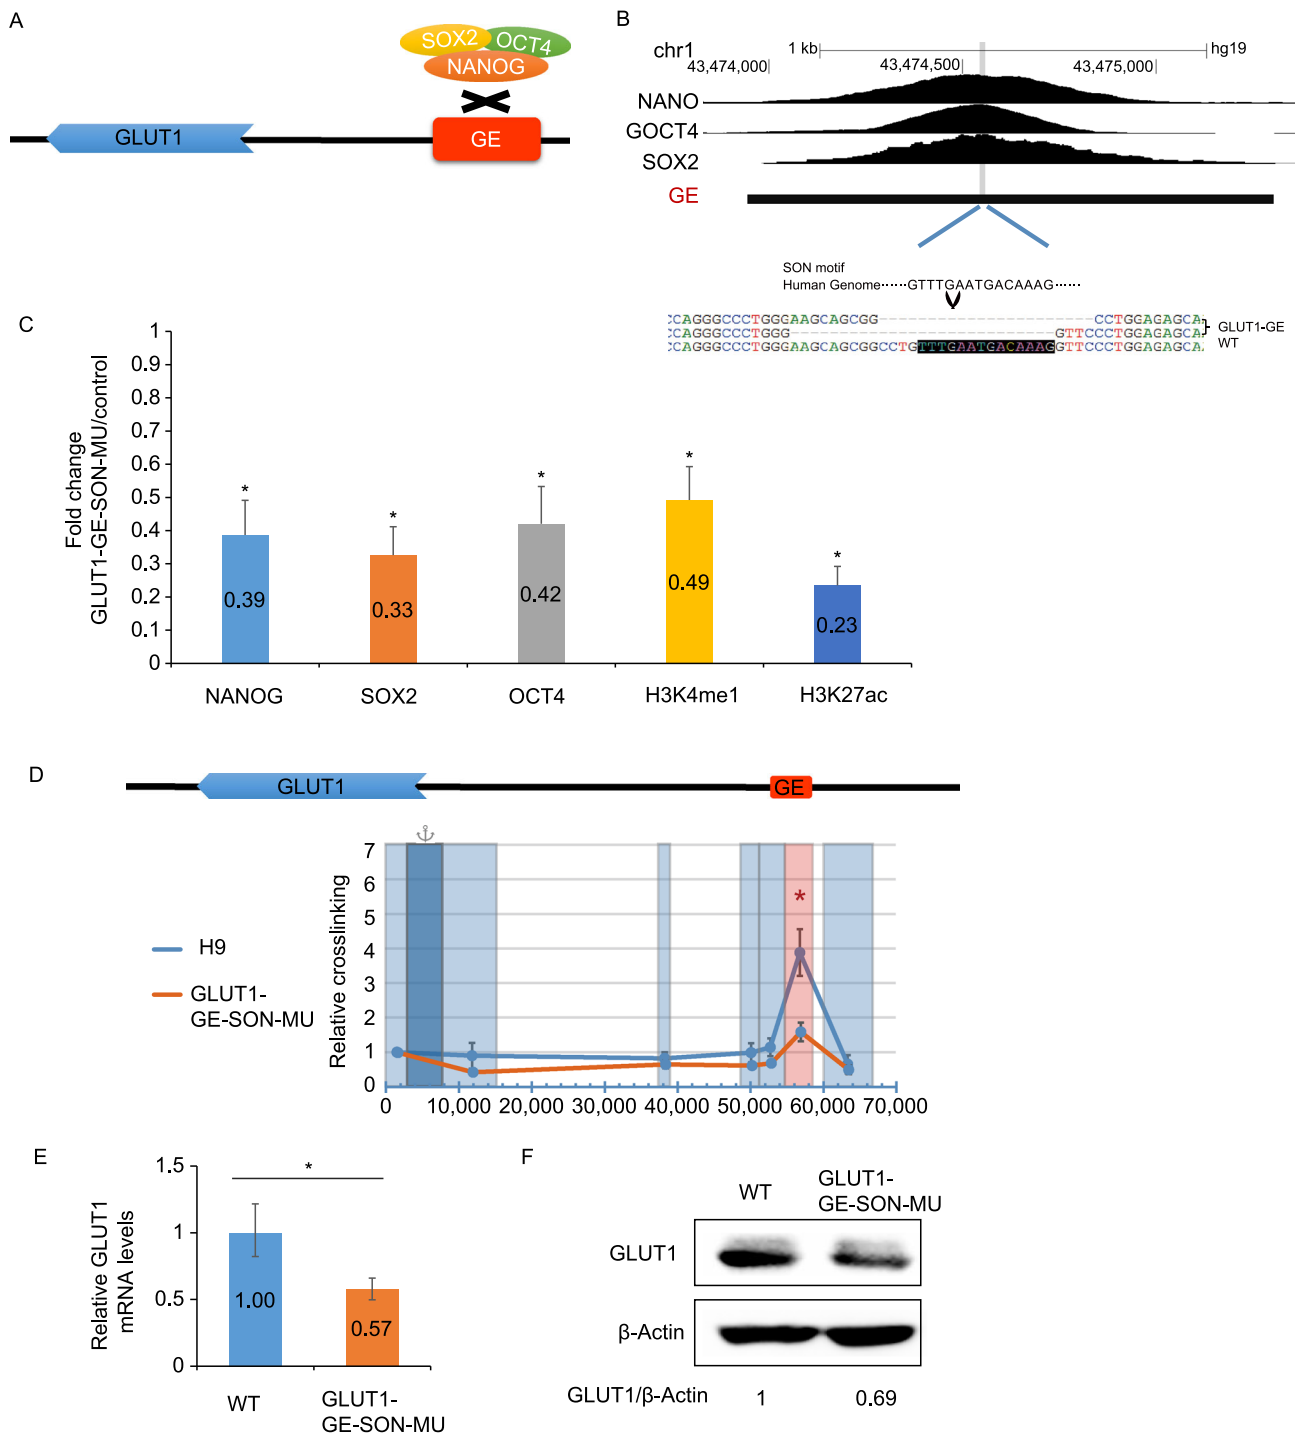 A
SOX2
OCT4
NANOG
GLUT1
GE
B
chr1
1 kb
hg19
43,474,000
43,474,500
43,475,000
NANO
GOCT4
SOX2
GE
SON motif
Human Genome
GTTTGAATGACAAAG
CCAGGGCCCTGGGAAGCAGCGG
CCTGGAGAGCA
CCAGGGCCCTGGG
GTTCCCTGGAGAGCA
CCAGGGCCCTGGGAAGCAGCGGCCTGTTTGAATGACAAAGGTTCCCTGGAGAGCA
GLUT1-GE
WT
C
Fold change
GLUT1-GE-SON-MU/control
1
0.9
0.8
0.7
0.6
0.5
0.4
0.3
0.2
0.1
0
*
*
*
*
*
0.39
0.33
0.42
0.49
0.23
NANOG
SOX2
OCT4
H3K4me1
H3K27ac
D
GLUT1
GE
H9
GLUT1-
GE-SON-MU
Relative crosslinking
7
6
5
4
3
2
1
0
*
0
10,000
20,000
30,000
40,000
50,000
60,000
70,000
E
Relative GLUT1
mRNA levels
1.5
1
0.5
0
*
1.00
0.57
WT
GLUT1-
GE-SON-MU
F
WT
GLUT1-
GE-SON-MU
GLUT1
β-Actin
GLUT1/β-Actin
1
0.69